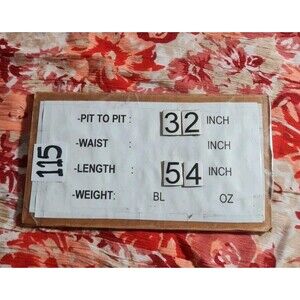 115
-PIT TO PIT : 32 INCH
-WAIST : INCH
-LENGTH : 54 INCH
-WEIGHT: BL OZ